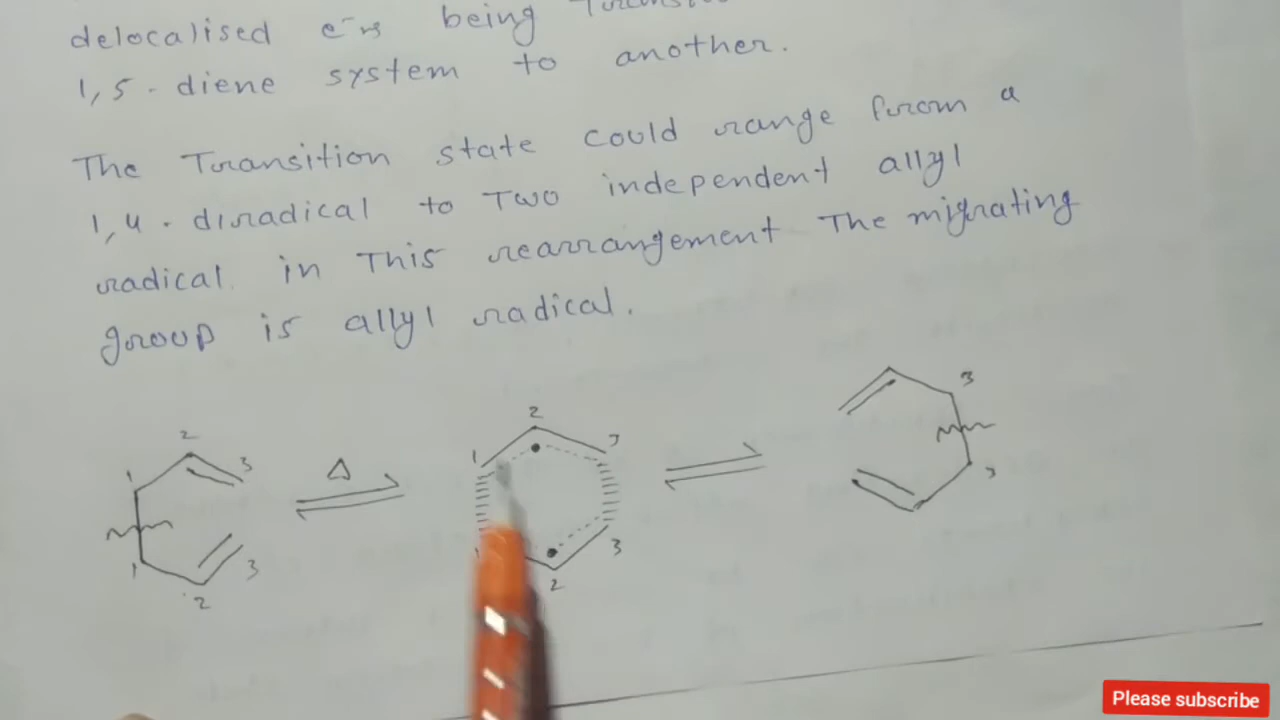 delocalised e⁻ns being
1,5 - diene system to another.
The Transition state could range from a
1,4 - diradical to Two independent allyl
radical. in This rearrangement The migrating
group is allyl radical.
2
1 3
Δ
1 3
2
2
1 3
3
2
3
3
Please subscribe